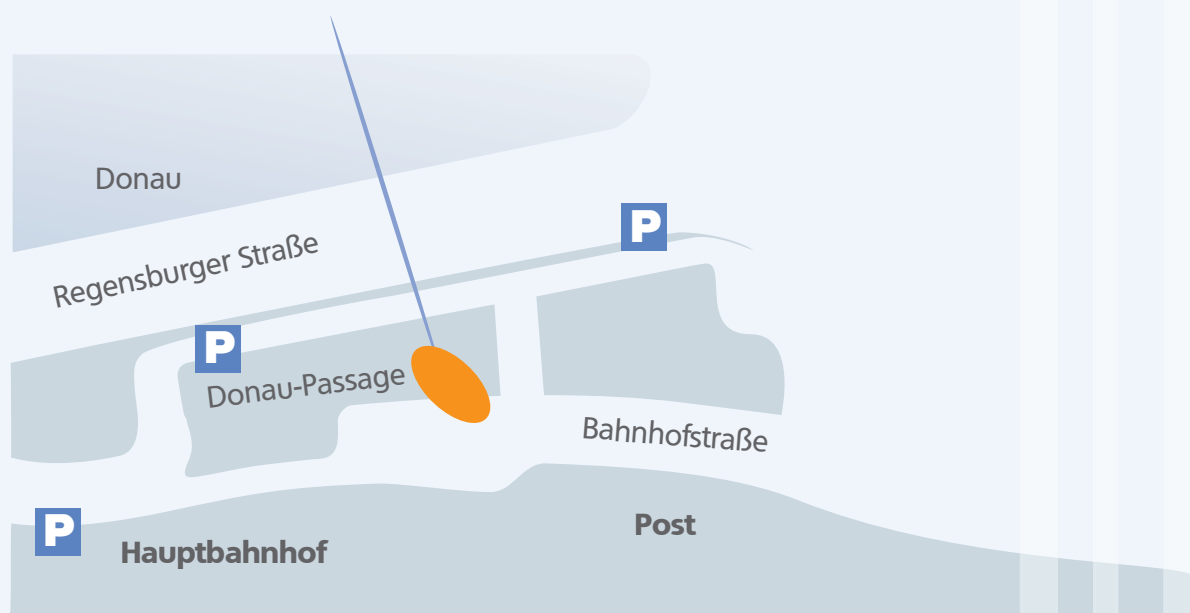 Donau
P
Regensburger Straße
P
Donau-Passage
Bahnhofstraße
P
Hauptbahnhof
Post